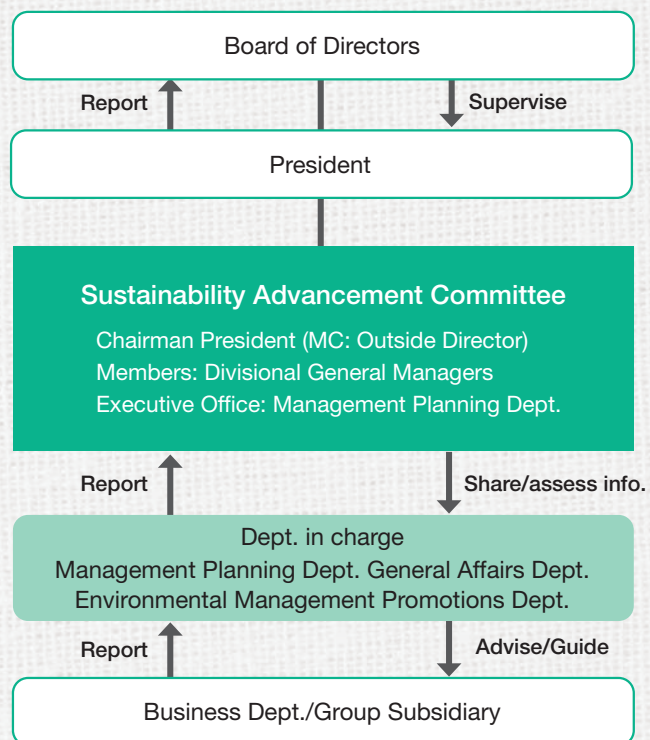 Board of Directors
Report
Supervise
President
Sustainability Advancement Committee
Chairman President (MC: Outside Director)
Members: Divisional General Managers
Executive Office: Management Planning Dept.
Report
Share/assess info.
Dept. in charge
Management Planning Dept. General Affairs Dept.
Environmental Management Promotions Dept.
Report
Advise/Guide
Business Dept./Group Subsidiary